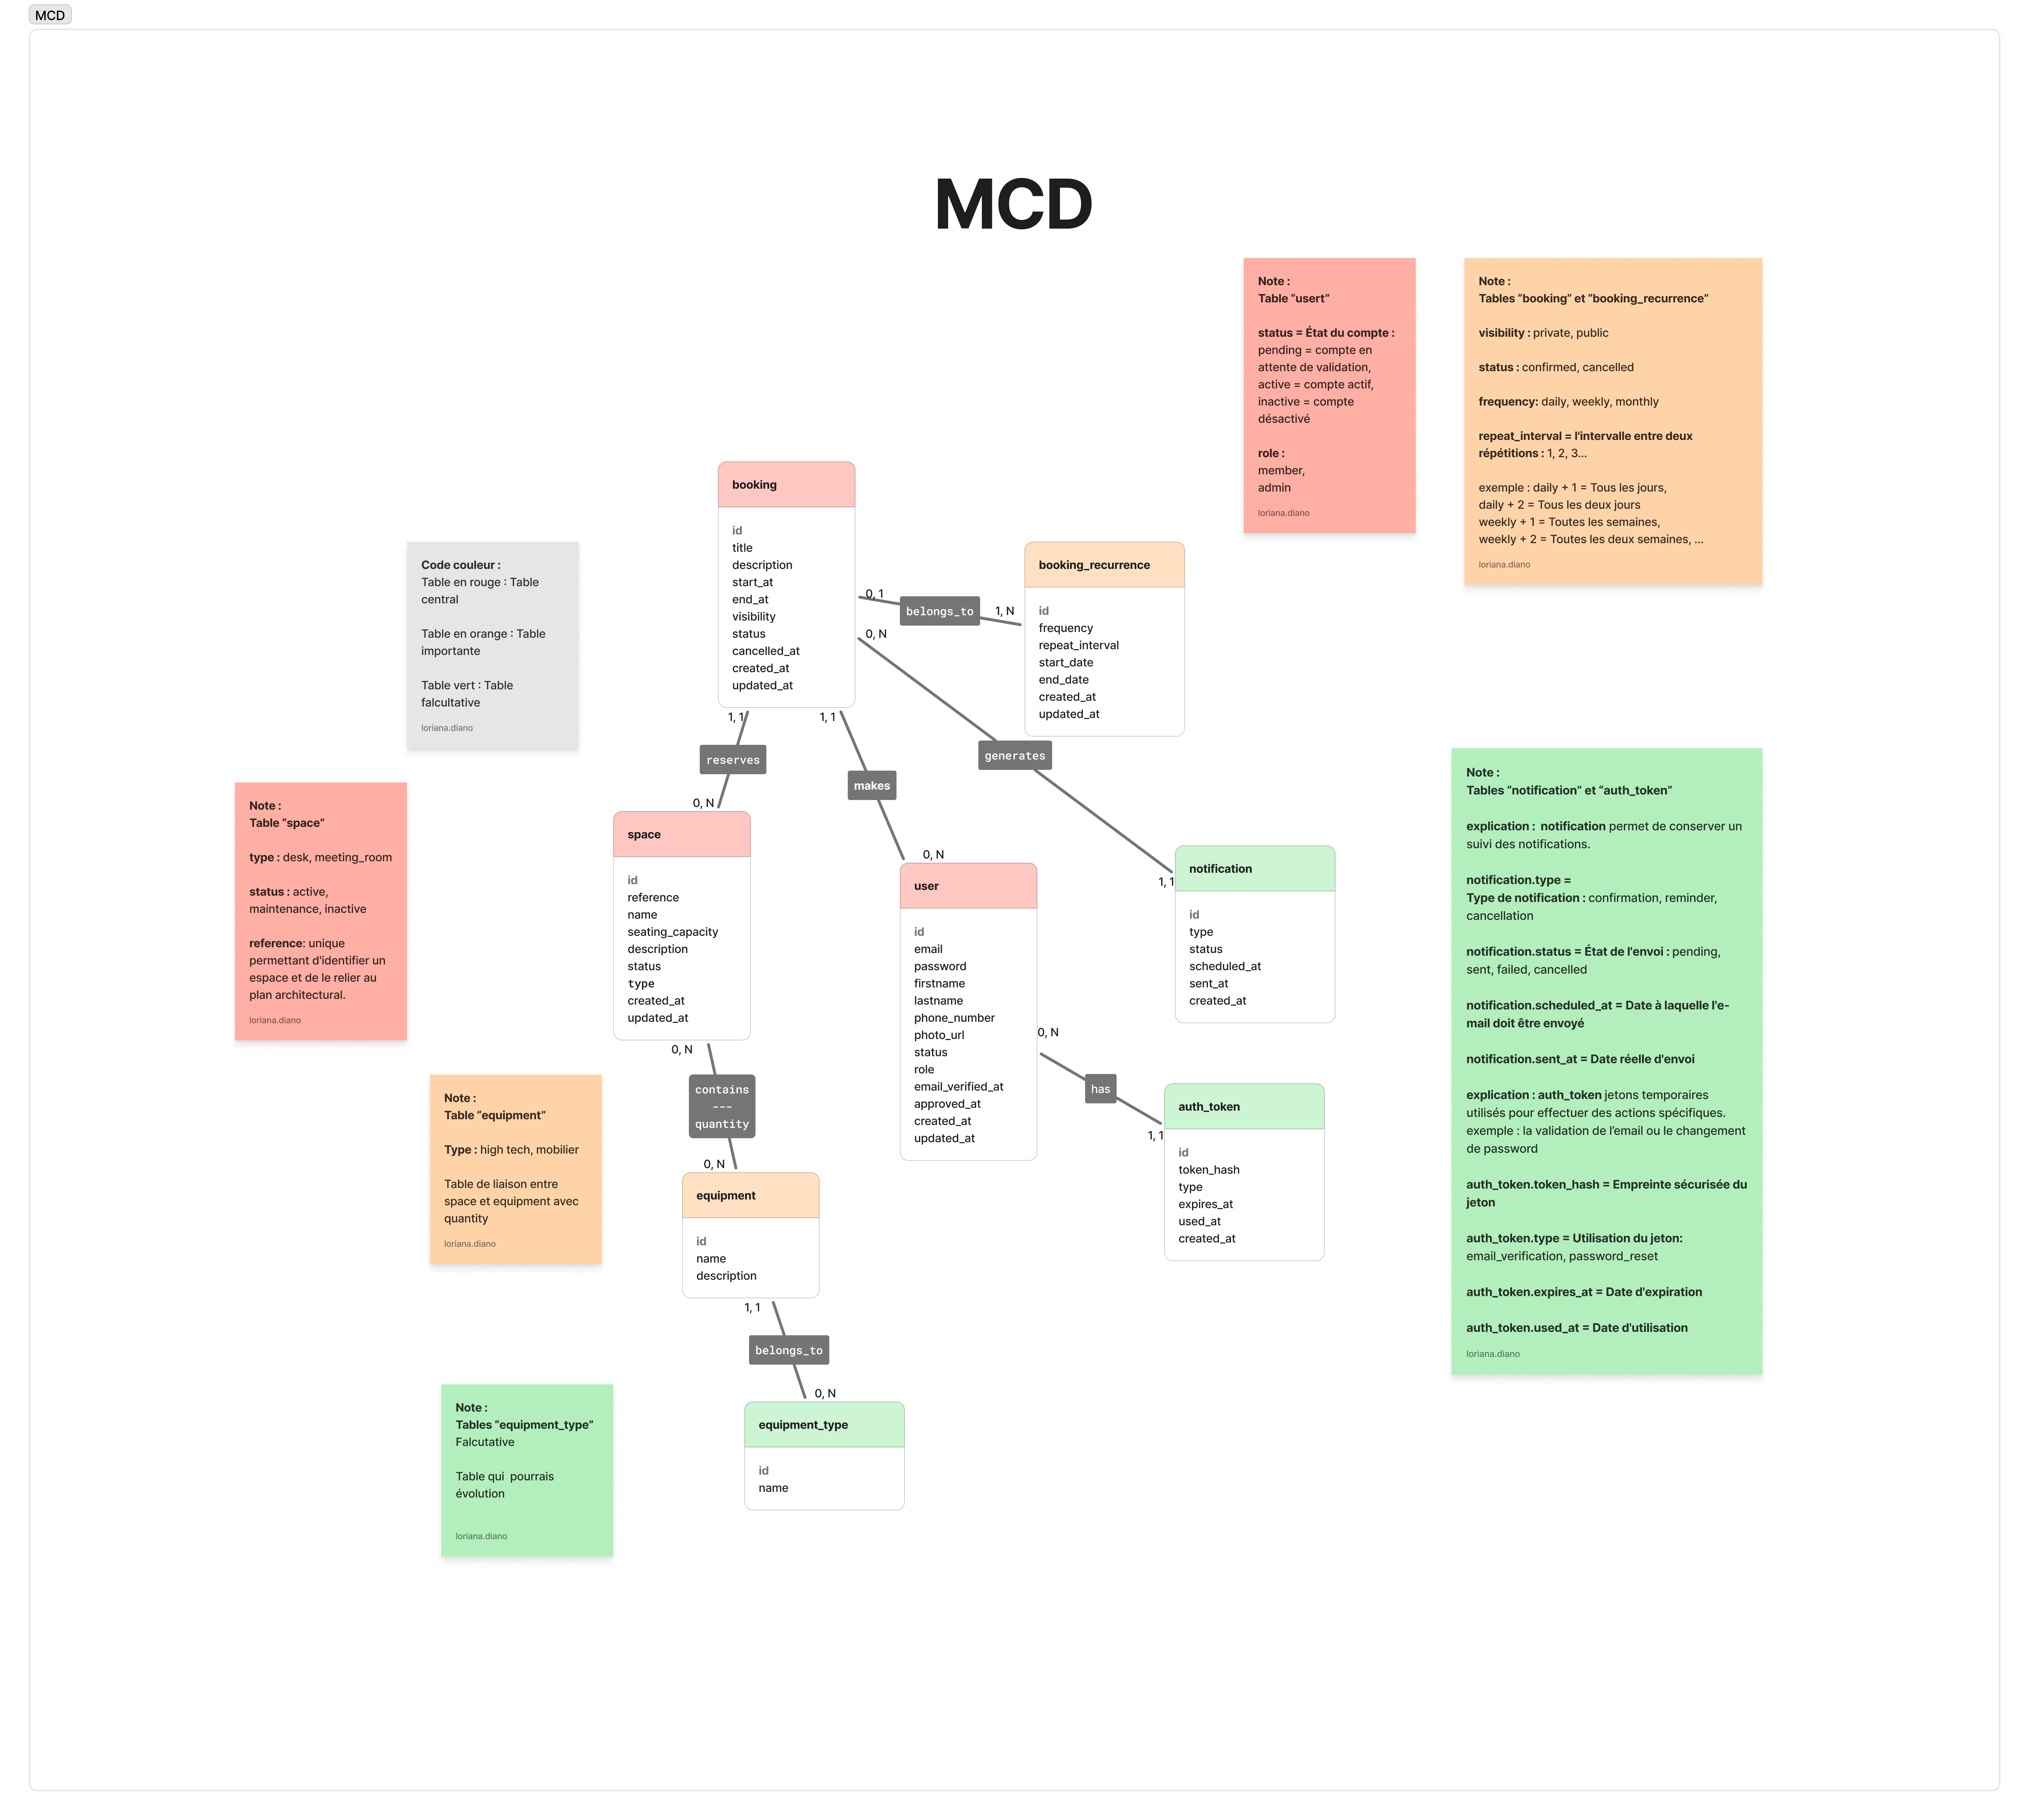 MCD
MCD
Note :
Table “usert”
status = État du compte :
pending = compte en
attente de validation,
active = compte actif,
inactive = compte
désactivé
role :
member,
admin
loriana.diano
Note :
Tables “booking” et “booking_recurrence”
visibility : private, public
status : confirmed, cancelled
frequency: daily, weekly, monthly
repeat_interval = l'intervalle entre deux
répétitions : 1, 2, 3...
exemple : daily + 1 = Tous les jours,
daily + 2 = Tous les deux jours
weekly + 1 = Toutes les semaines,
weekly + 2 = Toutes les deux semaines, ...
loriana.diano
booking
id
title
description
start_at
end_at
visibility
status
cancelled_at
created_at
updated_at
Code couleur :
Table en rouge : Table
central
Table en orange : Table
importante
Table vert : Table
falcultative
loriana.diano
booking_recurrence
id
frequency
repeat_interval
start_date
end_date
created_at
updated_at
0, 1
belongs_to
1, N
0, N
generates
1, 1
1, 1
reserves
0, N
1, 1
makes
0, N
Note :
Table “space”
type : desk, meeting_room
status : active,
maintenance, inactive
reference: unique
permettant d'identifier un
espace et de le relier au
plan architectural.
loriana.diano
space
id
reference
name
seating_capacity
description
status
type
created_at
updated_at
user
id
email
password
firstname
lastname
phone_number
photo_url
status
role
email_verified_at
approved_at
created_at
updated_at
notification
id
type
status
scheduled_at
sent_at
created_at
Note :
Tables “notification” et “auth_token”
explication : notification permet de conserver un
suivi des notifications.
notification.type =
Type de notification : confirmation, reminder,
cancellation
notification.status = État de l'envoi : pending,
sent, failed, cancelled
notification.scheduled_at = Date à laquelle l'e-
mail doit être envoyé
notification.sent_at = Date réelle d'envoi
explication : auth_token jetons temporaires
utilisés pour effectuer des actions spécifiques.
exemple : la validation de l’email ou le changement
de password
auth_token.token_hash = Empreinte sécurisée du
jeton
auth_token.type = Utilisation du jeton:
email_verification, password_reset
auth_token.expires_at = Date d'expiration
auth_token.used_at = Date d'utilisation
loriana.diano
0, N
has
1, 1
auth_token
id
token_hash
type
expires_at
used_at
created_at
0, N
contains
---
quantity
0, N
Note :
Table “equipment”
Type : high tech, mobilier
Table de liaison entre
space et equipment avec
quantity
loriana.diano
equipment
id
name
description
1, 1
belongs_to
0, N
Note :
Tables “equipment_type”
Falcutative
Table qui  pourrais
évolution
loriana.diano
equipment_type
id
name